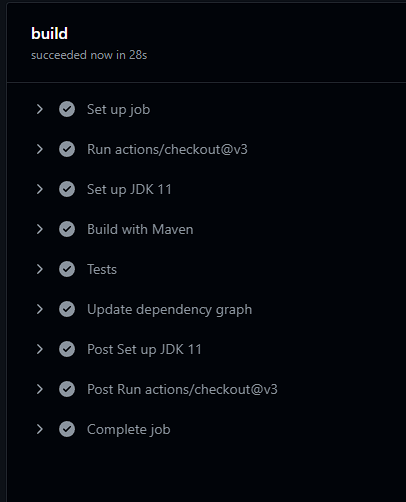 build
succeeded now in 28s
Set up job
Run actions/checkout@v3
Set up JDK 11
Build with Maven
Tests
Update dependency graph
Post Set up JDK 11
Post Run actions/checkout@v3
Complete job